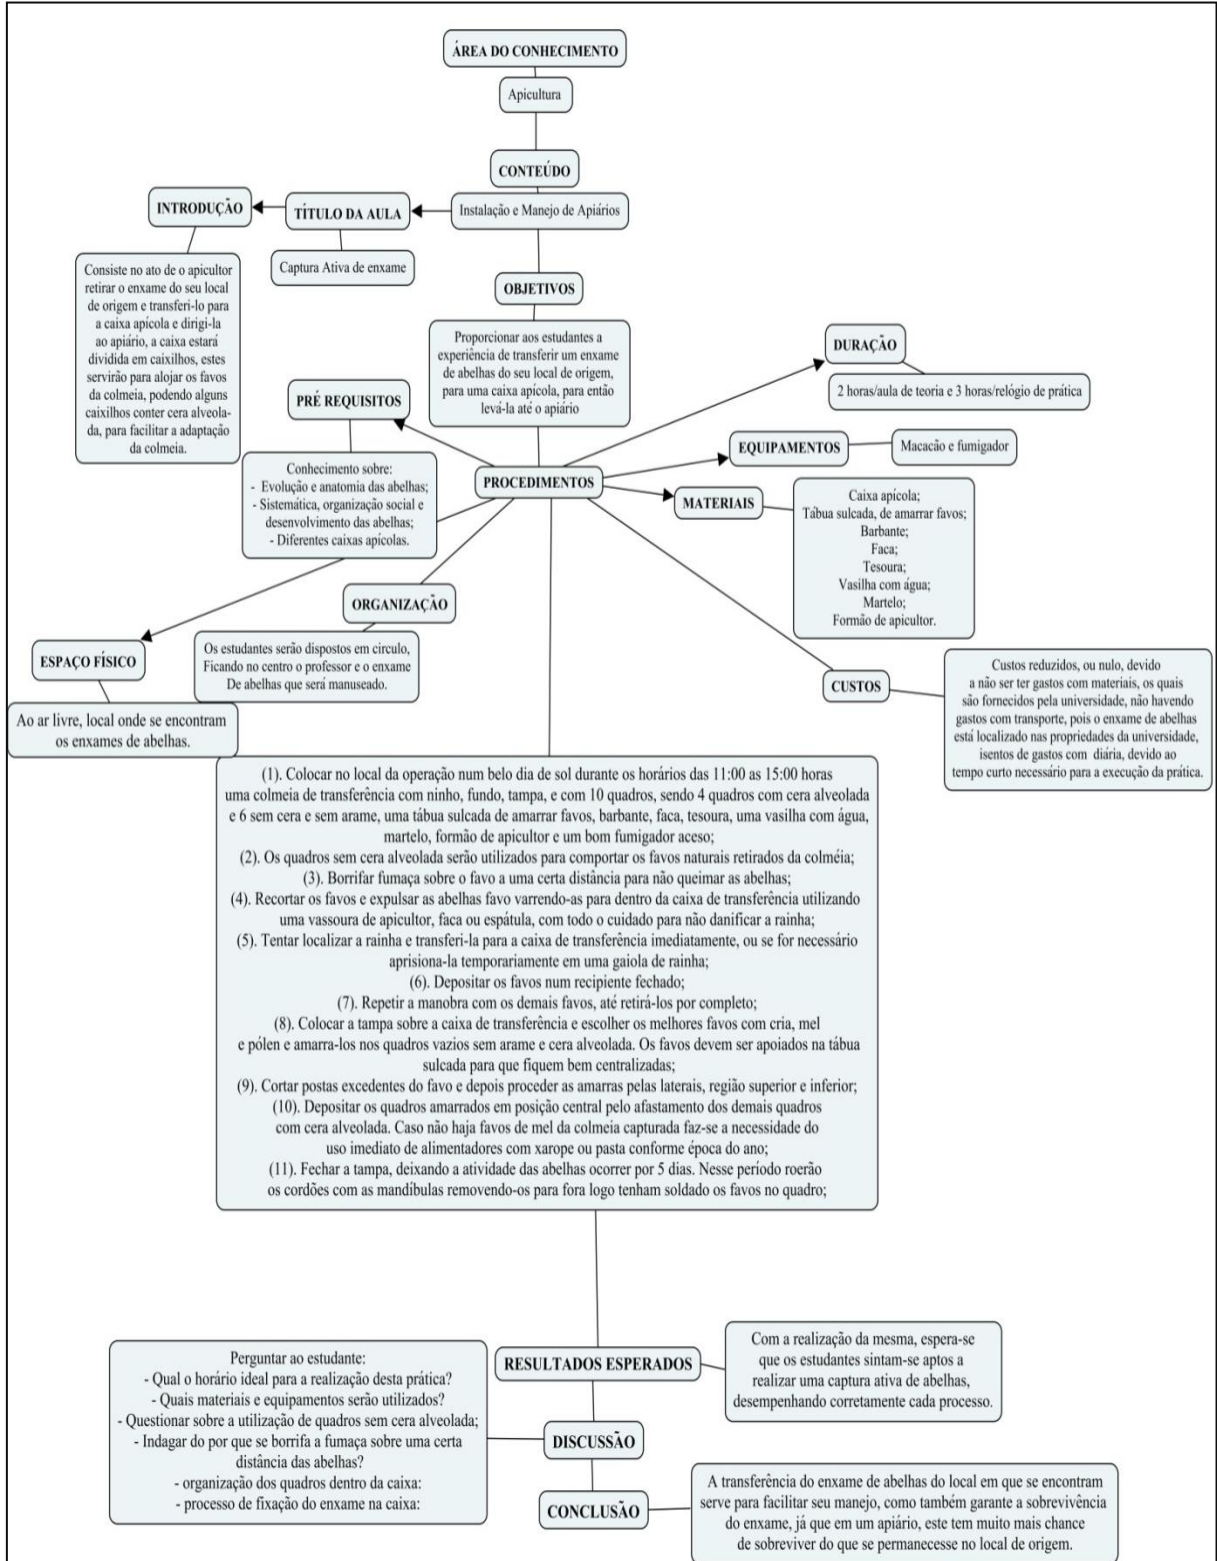 ÁREA DO CONHECIMENTO
Apicultura
CONTEÚDO
Instalação e Manejo de Apiários
TÍTULO DA AULA
Captura Ativa de enxame
INTRODUÇÃO
Consiste no ato de o apicultor
retirar o enxame do seu local
de origem e transferi-lo para
a caixa apícola e dirigi-la
ao apiário, a caixa estará
dividida em caixilhos, estes
servirão para alojar os favos
da colmeia, podendo alguns
caixilhos conter cera alveola-
da, para facilitar a adaptação
da colmeia.
OBJETIVOS
Proporcionar aos estudantes a
experiência de transferir um enxame
de abelhas do seu local de origem,
para uma caixa apícola, para então
levá-la até o apiário
PROCEDIMENTOS
PRÉ REQUISITOS
Conhecimento sobre:
- Evolução e anatomia das abelhas;
- Sistemática, organização social e
desenvolvimento das abelhas;
- Diferentes caixas apícolas.
DURAÇÃO
2 horas/aula de teoria e 3 horas/relógio de prática
EQUIPAMENTOS
Macacão e fumigador
MATERIAIS
Caixa apícola;
Tábua sulcada, de amarrar favos;
Barbante;
Faca;
Tesoura;
Vasilha com água;
Martelo;
Formão de apicultor.
ORGANIZAÇÃO
Os estudantes serão dispostos em circulo,
Ficando no centro o professor e o enxame
De abelhas que será manuseado.
ESPAÇO FÍSICO
Ao ar livre, local onde se encontram
os enxames de abelhas.
CUSTOS
Custos reduzidos, ou nulo, devido
a não ser ter gastos com materiais, os quais
são fornecidos pela universidade, não havendo
gastos com transporte, pois o enxame de abelhas
está localizado nas propriedades da universidade,
isentos de gastos com diária, devido ao
tempo curto necessário para a execução da prática.
(1). Colocar no local da operação num belo dia de sol durante os horários das 11:00 as 15:00 horas
uma colmeia de transferência com ninho, fundo, tampa, e com 10 quadros, sendo 4 quadros com cera alveolada
e 6 sem cera e sem arame, uma tábua sulcada de amarrar favos, barbante, faca, tesoura, uma vasilha com água,
martelo, formão de apicultor e um bom fumigador aceso;
(2). Os quadros sem cera alveolada serão utilizados para comportar os favos naturais retirados da colméia;
(3). Borrifar fumaça sobre o favo a uma certa distância para não queimar as abelhas;
(4). Recortar os favos e expulsar as abelhas favo varrendo-as para dentro da caixa de transferência utilizando
uma vassoura de apicultor, faca ou espátula, com todo o cuidado para não danificar a rainha;
(5). Tentar localizar a rainha e transferi-la para a caixa de transferência imediatamente, ou se for necessário
aprisiona-la temporariamente em uma gaiola de rainha;
(6). Depositar os favos num recipiente fechado;
(7). Repetir a manobra com os demais favos, até retirá-los por completo;
(8). Colocar a tampa sobre a caixa de transferência e escolher os melhores favos com cria, mel
e pólen e amarra-los nos quadros vazios sem arame e cera alveolada. Os favos devem ser apoiados na tábua
sulcada para que fiquem bem centralizadas;
(9). Cortar postas excedentes do favo e depois proceder as amarras pelas laterais, região superior e inferior;
(10). Depositar os quadros amarrados em posição central pelo afastamento dos demais quadros
com cera alveolada. Caso não haja favos de mel da colmeia capturada faz-se a necessidade do
uso imediato de alimentadores com xarope ou pasta conforme época do ano;
(11). Fechar a tampa, deixando a atividade das abelhas ocorrer por 5 dias. Nesse período roerão
os cordões com as mandíbulas removendo-os para fora logo tenham soldado os favos no quadro;
RESULTADOS ESPERADOS
Com a realização da mesma, espera-se
que os estudantes sintam-se aptos a
realizar uma captura ativa de abelhas,
desempenhando corretamente cada processo.
DISCUSSÃO
Perguntar ao estudante:
- Qual o horário ideal para a realização desta prática?
- Quais materiais e equipamentos serão utilizados?
- Questionar sobre a utilização de quadros sem cera alveolada;
- Indagar do por que se borrifa a fumaça sobre uma certa
distância das abelhas?
- organização dos quadros dentro da caixa:
- processo de fixação do enxame na caixa:
CONCLUSÃO
A transferência do enxame de abelhas do local em que se encontram
serve para facilitar seu manejo, como também garante a sobrevivência
do enxame, já que em um apiário, este tem muito mais chance
de sobreviver do que se permanecesse no local de origem.